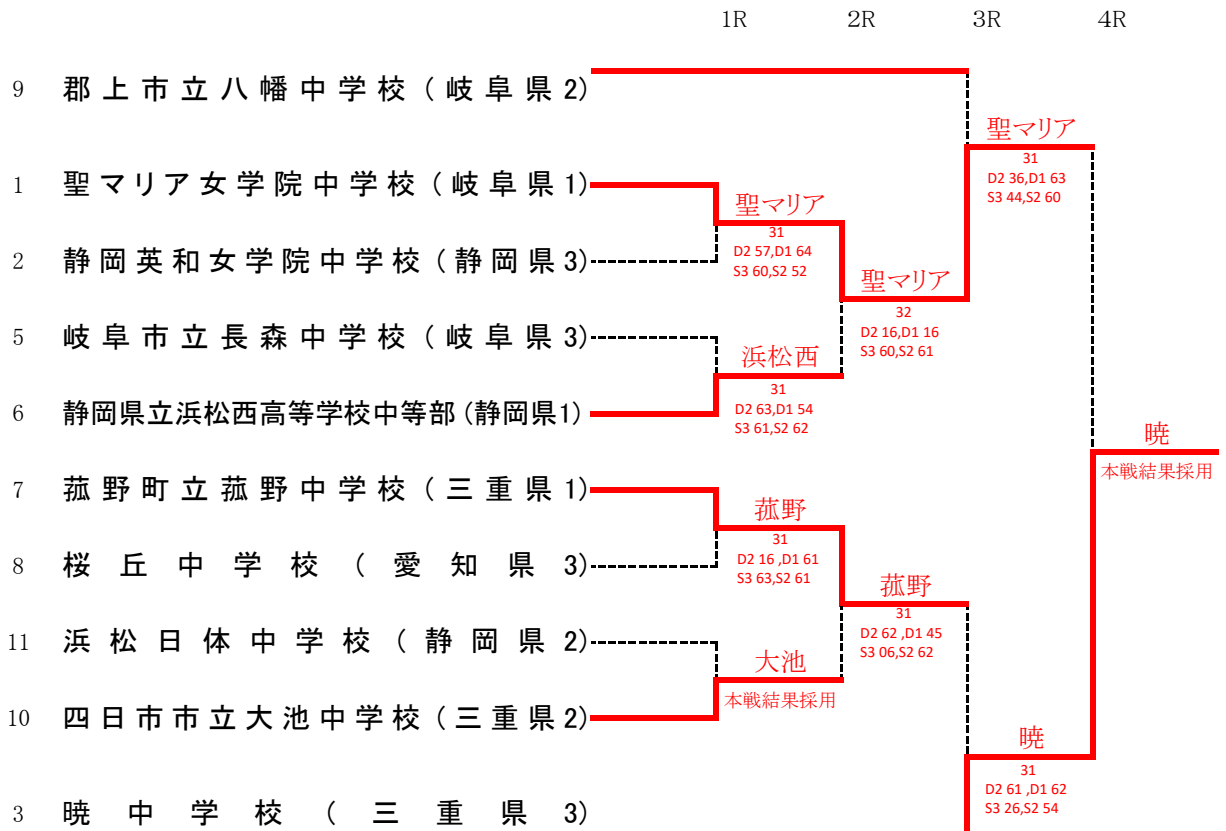 1R 2R 3R 4R
9 郡上市立八幡中学校(岐阜県2)
聖マリア
31
D2 36,D1 63
S3 44,S2 60
1 聖マリア女学院中学校(岐阜県1)
聖マリア
31
D2 57,D1 64
S3 60,S2 52
2 静岡英和女学院中学校(静岡県3)
聖マリア
32
D2 16,D1 16
S3 60,S2 61
5 岐阜市立長森中学校(岐阜県3)
浜松西
31
D2 63,D1 54
S3 61,S2 62
6 静岡県立浜松西高等学校中等部(静岡県1)
暁
本戦結果採用
7 菰野町立菰野中学校(三重県1)
菰野
31
D2 16 ,D1 61
S3 63,S2 61
8 桜丘中学校(愛知県3)
菰野
31
D2 62 ,D1 45
S3 06,S2 62
11 浜松日体中学校(静岡県2)
大池
本戦結果採用
10 四日市市立大池中学校(三重県2)
暁
31
D2 61 ,D1 62
S3 26,S2 54
3 暁中学校(三重県3)